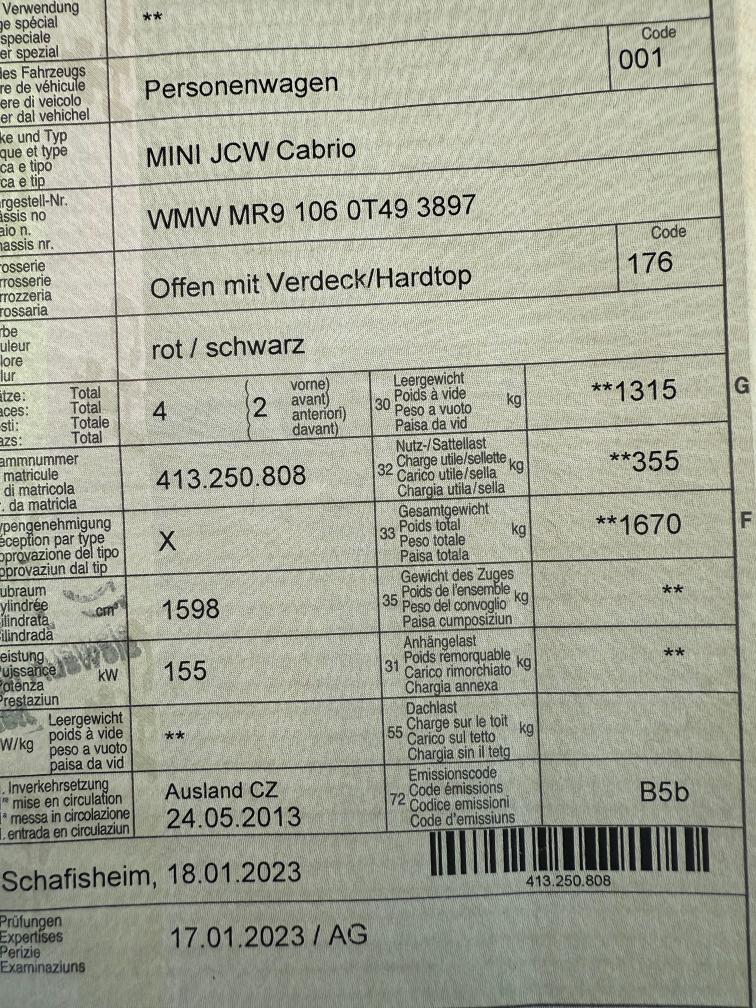 Verwendung
ge spécial
speciale
er spezial
**
des Fahrzeugs
re de véhicule
ere di veicolo
er dal vehichel
Personenwagen
Code
001
ke und Typ
que et type
ca e tipo
ca e tip
MINI JCW Cabrio
rgestell-Nr.
assis no
aio n.
hassis nr.
WMW MR9 106 0T49 3897
rosserie
rrosserie
rrozzeria
rossaria
Offen mit Verdeck/Hardtop
Code
176
rbe
uleur
lore
lur
rot / schwarz
ätze: Total
aces: Total
osti: Totale
azs: Total
4 ( 2 vorne)
avant)
anteriori)
davant)
30 Leergewicht
Poids à vide
Peso a vuoto
Paisa da vid
kg
**1315
G
ammnummer
matricule
di matricola
. da matricla
413.250.808
32 Nutz-/Sattellast
Charge utile/sellette
Carico utile/sella
Chargia utila/sella
kg
**355
ypengenehmigung
éception par type
pprovazione del tipo
pprovaziun dal tip
X
33 Gesamtgewicht
Poids total
Peso totale
Paisa totala
kg
**1670
F
ubraum
ylindrée
ilindrata
ilindrada
cm³
1598
35 Gewicht des Zuges
Poids de l'ensemble
Peso del convoglio
Paisa cumposiziun
kg
**
eistung
uissance
otenza
Prestaziun
kW
155
31 Anhängelast
Poids remorquable
Carico rimorchiato
Chargia annexa
kg
**
W/kg
Leergewicht
poids à vide
peso a vuoto
paisa da vid
**
55 Dachlast
Charge sur le toit
Carico sul tetto
Chargia sin il tetg
kg
. Inverkehrsetzung
re mise en circulation
a messa in circolazione
. entrada en circulaziun
Ausland CZ
24.05.2013
72 Emissionscode
Code émissions
Codice emissioni
Code d'emissiuns
B5b
Schafisheim, 18.01.2023
413.250.808
Prüfungen
Expertises
Perizie
Examinaziuns
17.01.2023 / AG